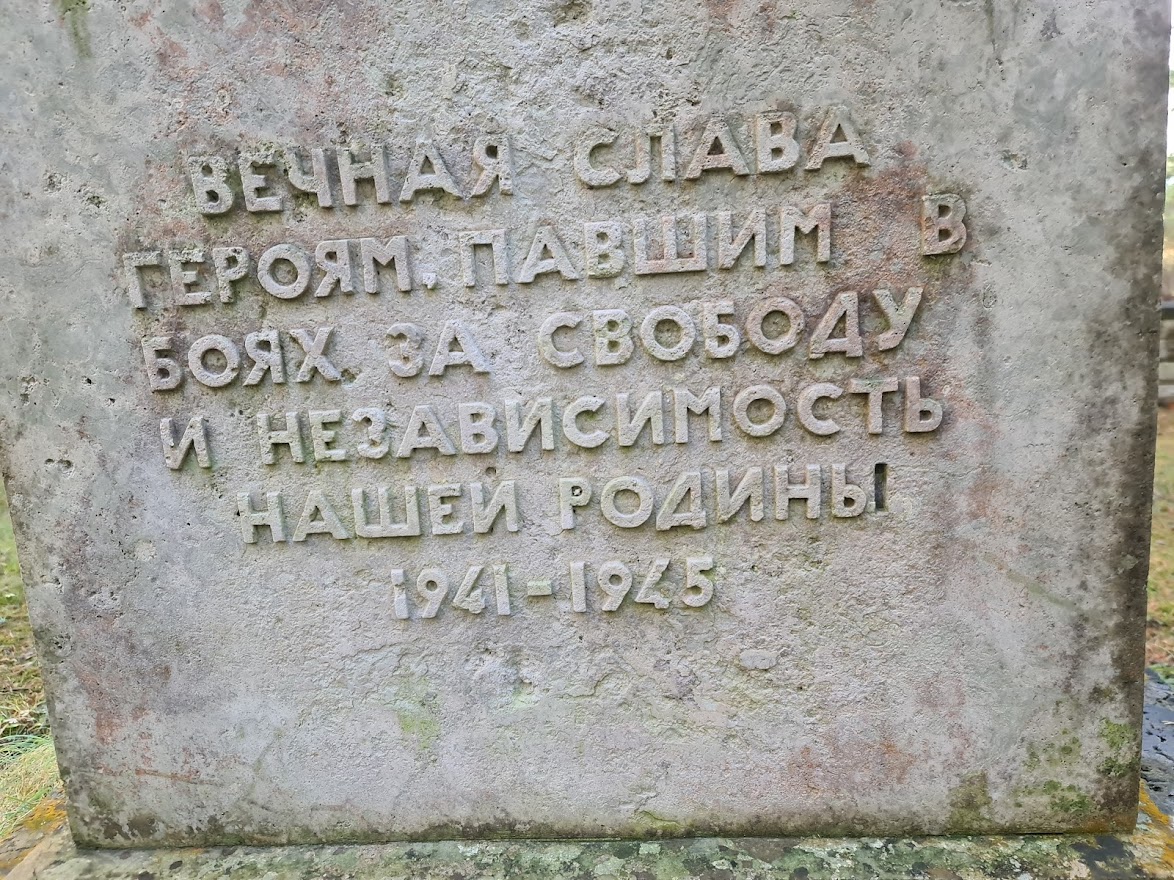 ВЕЧНАЯ СЛАВА
ГЕРОЯМ, ПАВШИМ В
БОЯХ ЗА СВОБОДУ
И НЕЗАВИСИМОСТЬ
НАШЕЙ РОДИНЫ
1941-1945